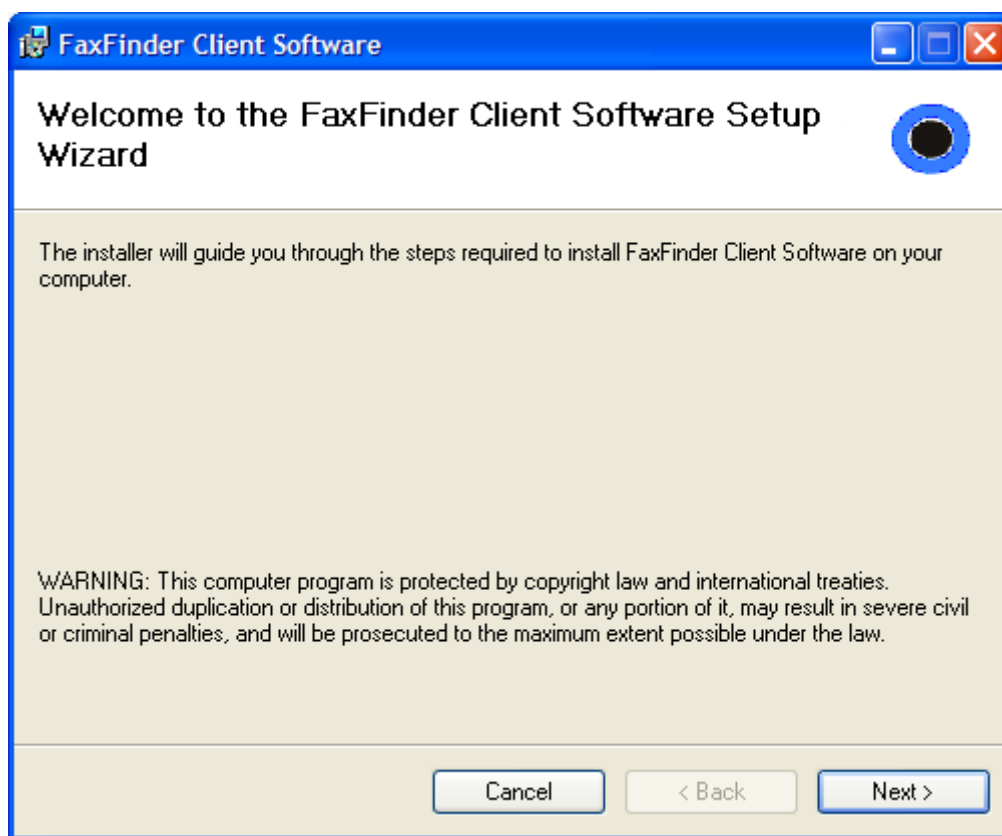 FaxFinder Client Software
Welcome to the FaxFinder Client Software Setup
Wizard
The installer will guide you through the steps required to install FaxFinder Client Software on your
computer.
WARNING: This computer program is protected by copyright law and international treaties.
Unauthorized duplication or distribution of this program, or any portion of it, may result in severe civil
or criminal penalties, and will be prosecuted to the maximum extent possible under the law.
Cancel
< Back
Next >